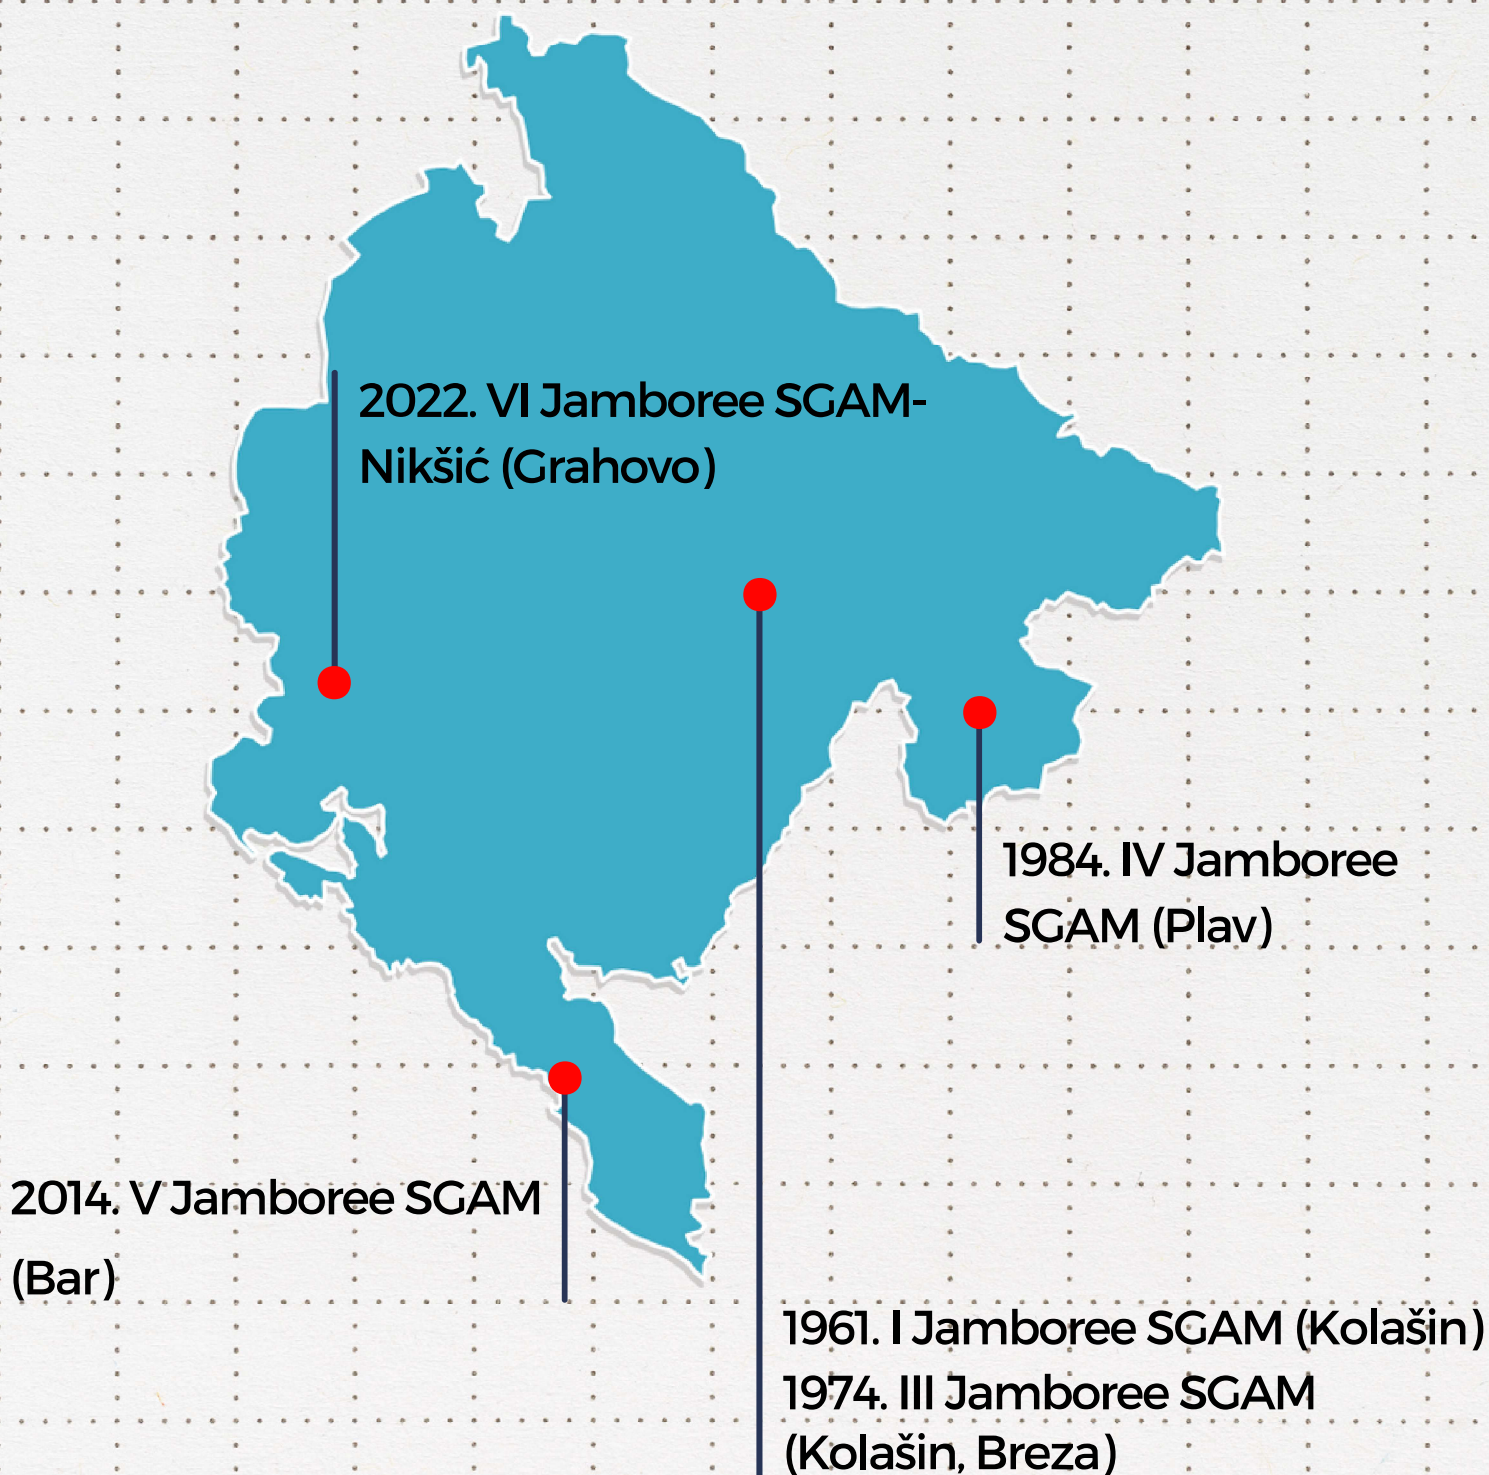 2022. VI Jamboree SGAM-
Nikšić (Grahovo)
1984. IV Jamboree
SGAM (Plav)
2014. V Jamboree SGAM
(Bar)
1961. I Jamboree SGAM (Kolašin)
1974. III Jamboree SGAM
(Kolašin, Breza)